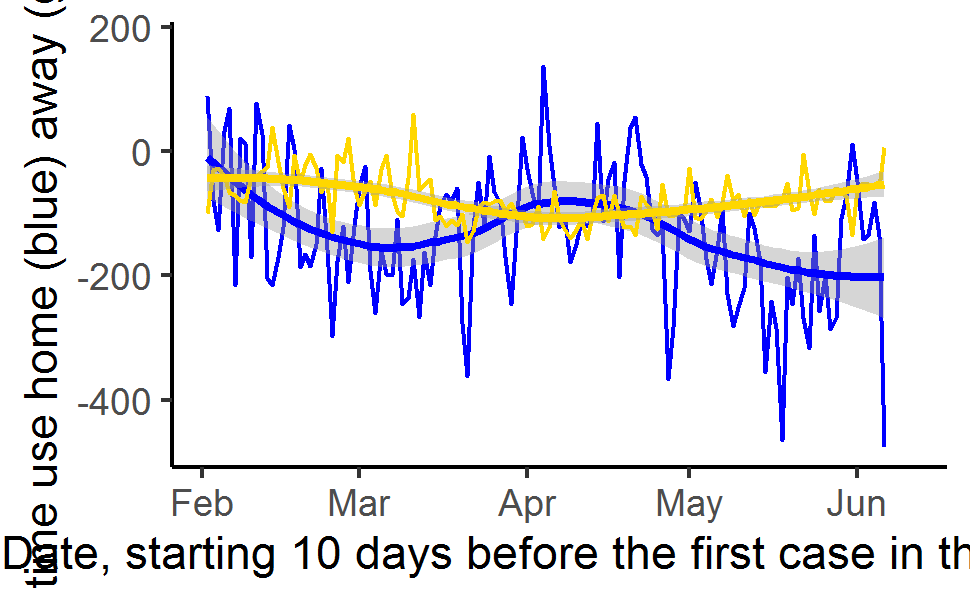 time use home (blue) away (
200
0
-200
-400
Feb Mar Apr May Jun
Date, starting 10 days before the first case in th